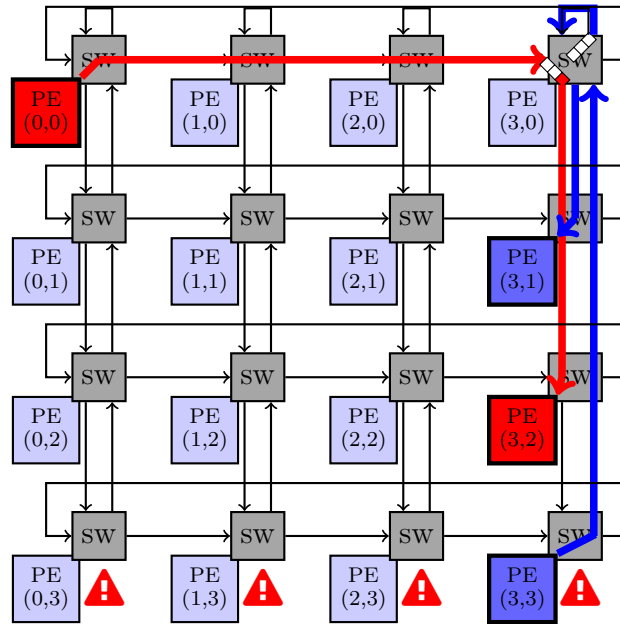 SW SW SW SW
PE PE PE PE
(0,0) (1,0) (2,0) (3,0)
SW SW SW SW
PE PE PE PE
(0,1) (1,1) (2,1) (3,1)
SW SW SW SW
PE PE PE PE
(0,2) (1,2) (2,2) (3,2)
SW SW SW SW
PE PE PE PE
(0,3) (1,3) (2,3) (3,3)
! ! ! !